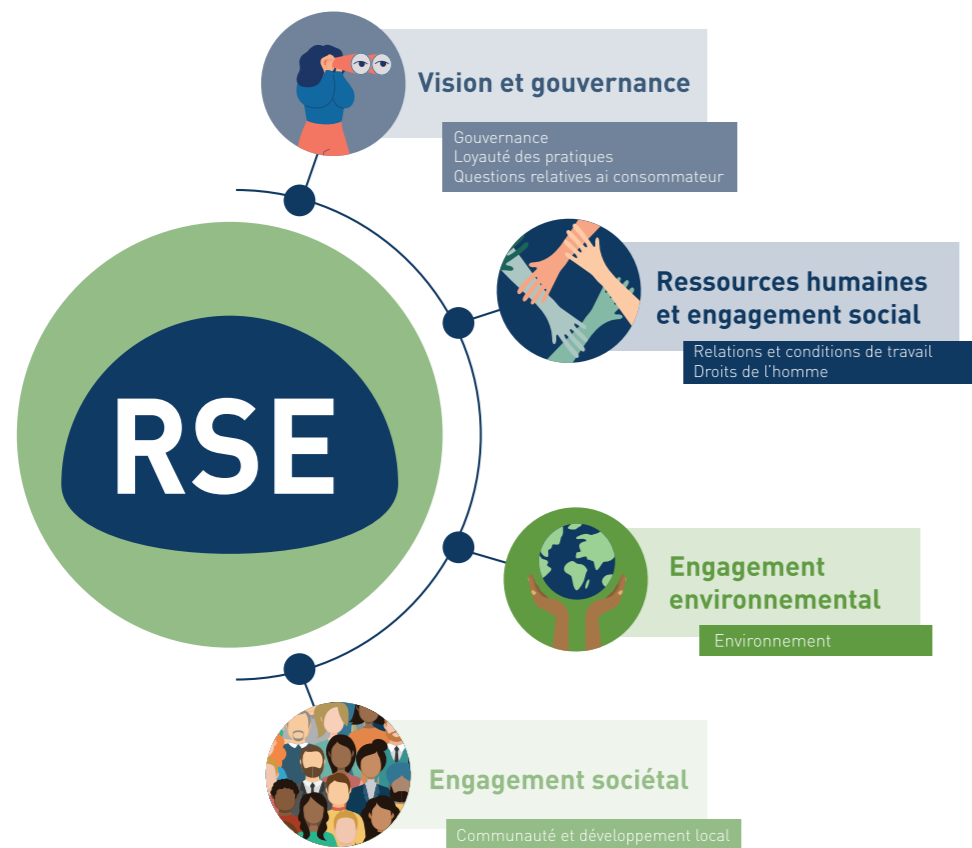 Vision et gouvernance
Gouvernance
Loyauté des pratiques
Questions relatives ai consommateur
RSE
Ressources humaines
et engagement social
Relations et conditions de travail
Droits de l'homme
Engagement
environnemental
Environnement
Engagement sociétal
Communauté et développement local